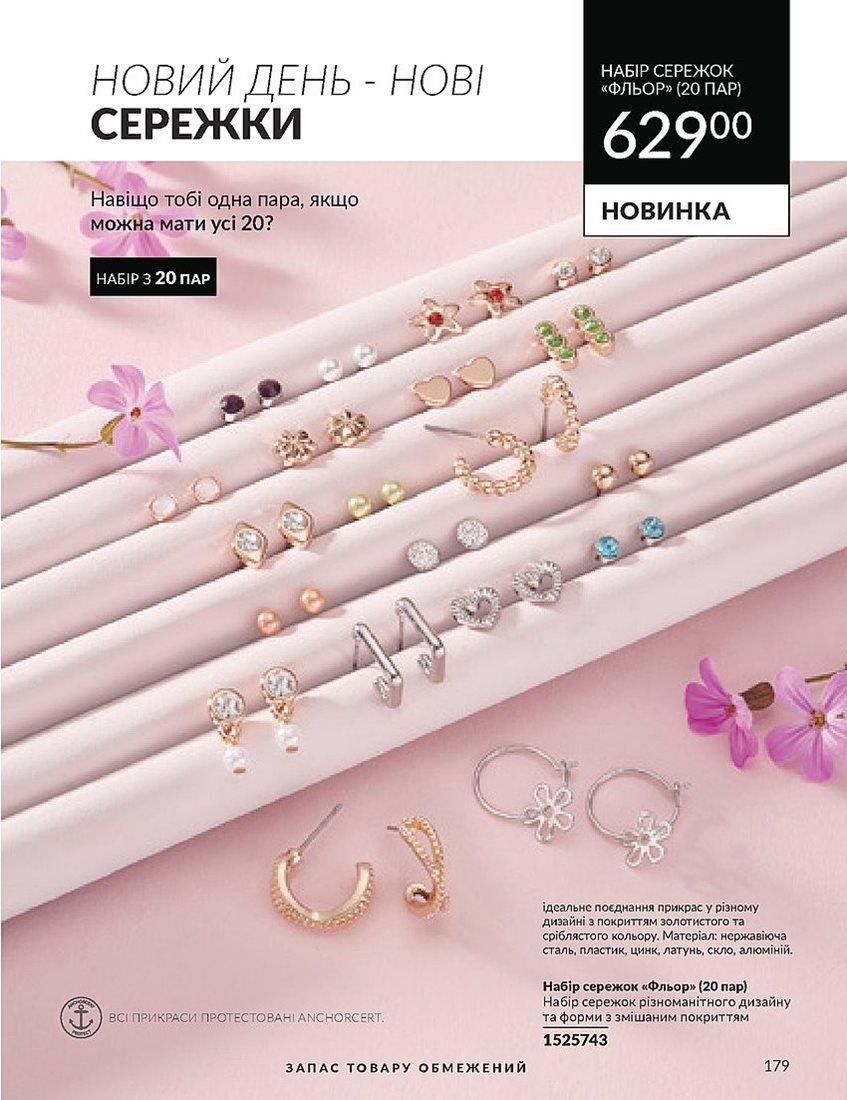 НОВИЙ ДЕНЬ - НОВІ
СЕРЕЖКИ
НАБІР СЕРЕЖОК
«ФЛЬОР» (20 ПАР)
629⁰⁰
НОВИНКА
Навіщо тобі одна пара, якщо
можна мати усі 20?
НАБІР З 20 ПАР
ідеальне поєднання прикрас у різному
дизайні з покриттям золотистого та
сріблястого кольору. Матеріал: нержавіюча
сталь, пластик, цинк, латунь, скло, алюміній.
Набір сережок «Фльор» (20 пар)
Набір сережок різноманітного дизайну
та форми з змішаним покриттям
1525743
ANCHORCERT
PROTECT
ВСІ ПРИКРАСИ ПРОТЕСТОВАНІ ANCHORCERT.
ЗАПАС ТОВАРУ ОБМЕЖЕНИЙ
179